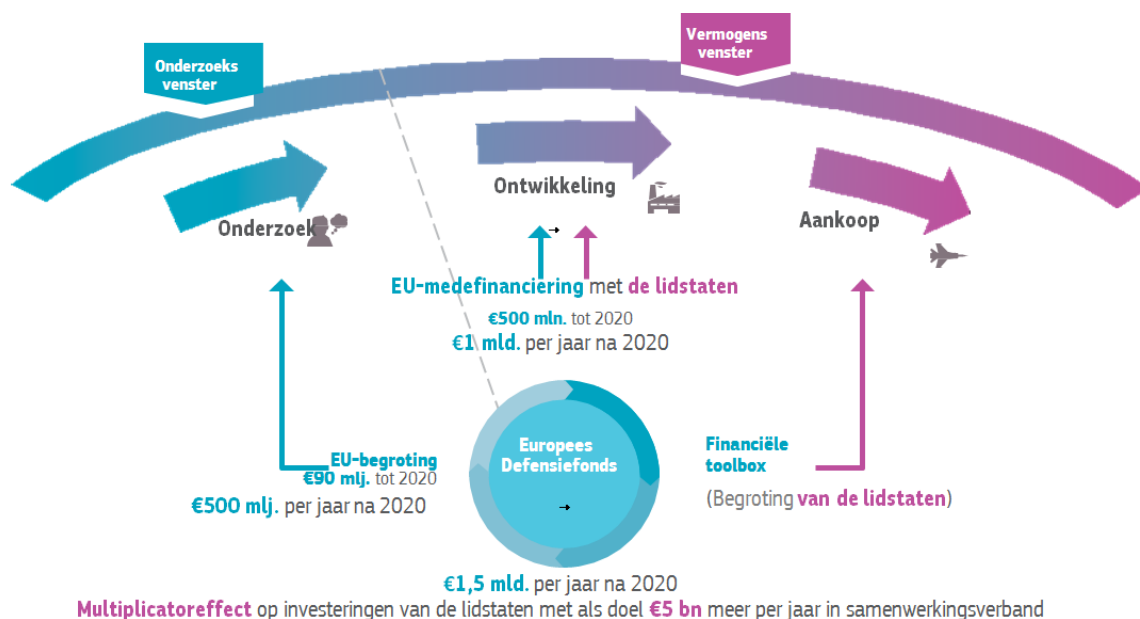 Onderzoeks
venster
Vermogens
venster
Onderzoek
Ontwikkeling
Aankoop
EU-medefinanciering met de lidstaten
€500 mln. tot 2020
€1 mld. per jaar na 2020
EU-begroting
€90 mlj. tot 2020
€500 mlj. per jaar na 2020
Europees
Defensiefonds
Financiële
toolbox
(Begroting van de lidstaten)
€1,5 mld. per jaar na 2020
Multiplicatoreffect op investeringen van de lidstaten met als doel €5 bn meer per jaar in samenwerkingsverband